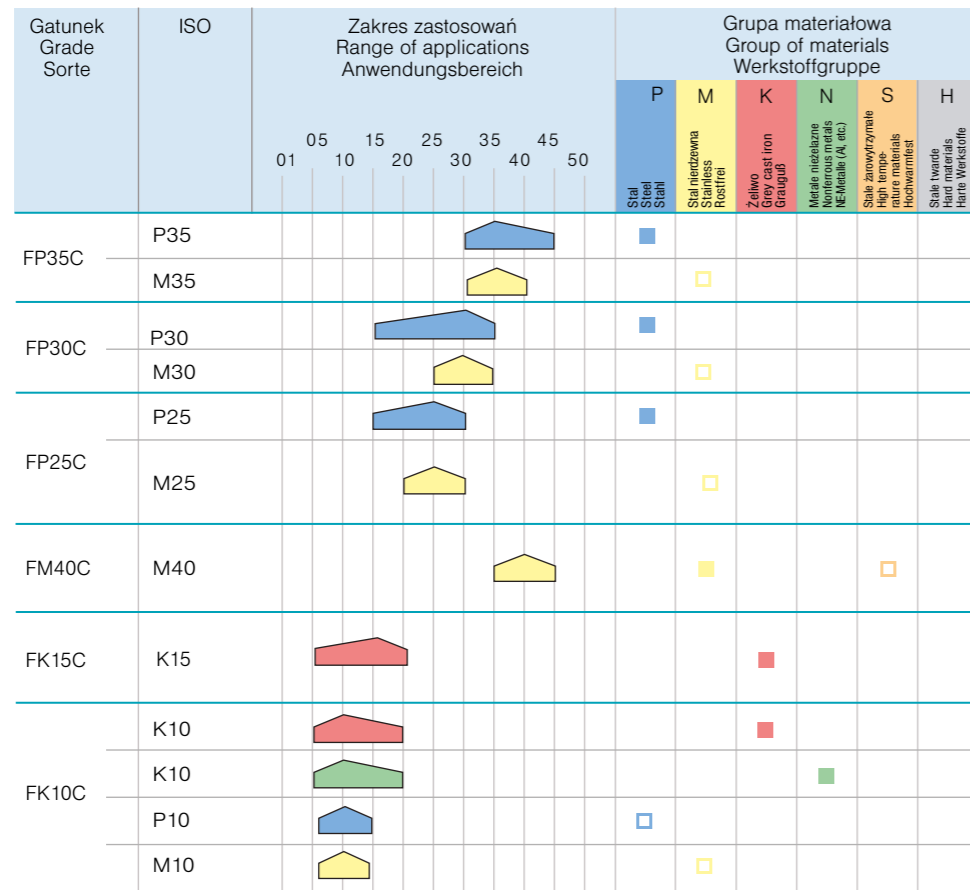 Gatunek
Grade
Sorte
ISO
Zakres zastosowań
Range of applications
Anwendungsbereich
05 15 25 35 45
01 10 20 30 40 50
Grupa materiałowa
Group of materials
Werkstoffgruppe
P M K N S H
Stal
Steel
Stahl
Stal nierdzewna
Stainless
Rostfrei
Żeliwo
Grey cast iron
Grauguß
Metale nieżelazne
Nonferrous metals
NE-Metalle (Al, etc.)
Stale żarowytrzymałe
High tempe-
rature materials
Hochwarmfest
Stale twarde
Hard materials
Harte Werkstoffe
FP35C
P35
M35
FP30C
P30
M30
FP25C
P25
M25
FM40C
M40
FK15C
K15
FK10C
K10
K10
P10
M10